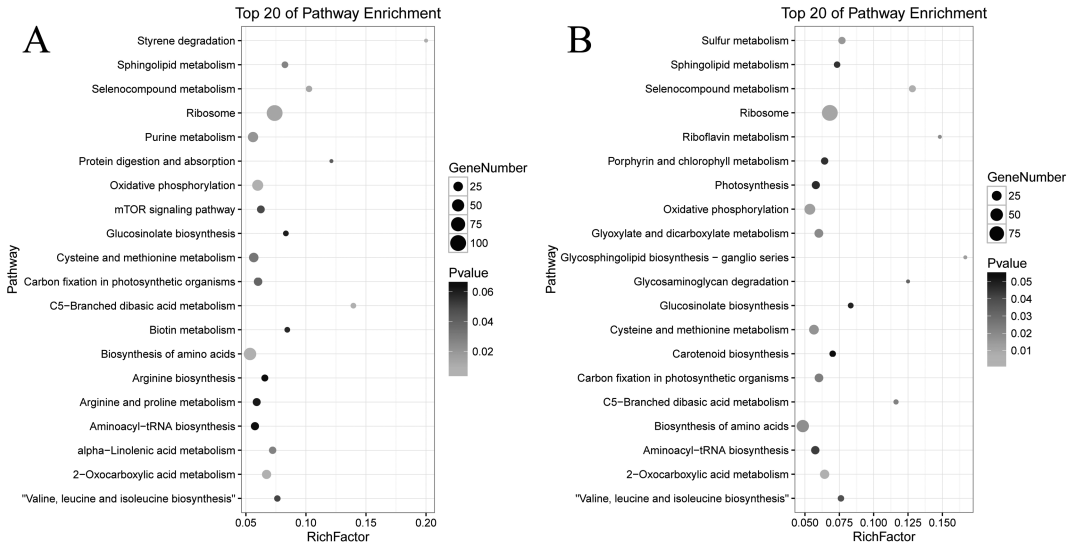 A
Top 20 of Pathway Enrichment
Pathway
Styrene degradation
Sphingolipid metabolism
Selenocompound metabolism
Ribosome
Purine metabolism
Protein digestion and absorption
Oxidative phosphorylation
mTOR signaling pathway
Glucosinolate biosynthesis
Cysteine and methionine metabolism
Carbon fixation in photosynthetic organisms
C5−Branched dibasic acid metabolism
Biotin metabolism
Biosynthesis of amino acids
Arginine biosynthesis
Arginine and proline metabolism
Aminoacyl−tRNA biosynthesis
alpha−Linolenic acid metabolism
2−Oxocarboxylic acid metabolism
"Valine, leucine and isoleucine biosynthesis"
0.05 0.10 0.15 0.20
RichFactor
GeneNumber
25
50
75
100
Pvalue
0.06
0.04
0.02
B
Top 20 of Pathway Enrichment
Pathway
Sulfur metabolism
Sphingolipid metabolism
Selenocompound metabolism
Ribosome
Riboflavin metabolism
Porphyrin and chlorophyll metabolism
Photosynthesis
Oxidative phosphorylation
Glyoxylate and dicarboxylate metabolism
Glycosphingolipid biosynthesis − ganglio series
Glycosaminoglycan degradation
Glucosinolate biosynthesis
Cysteine and methionine metabolism
Carotenoid biosynthesis
Carbon fixation in photosynthetic organisms
C5−Branched dibasic acid metabolism
Biosynthesis of amino acids
Aminoacyl−tRNA biosynthesis
2−Oxocarboxylic acid metabolism
"Valine, leucine and isoleucine biosynthesis"
0.050 0.075 0.100 0.125 0.150
RichFactor
GeneNumber
25
50
75
Pvalue
0.05
0.04
0.03
0.02
0.01